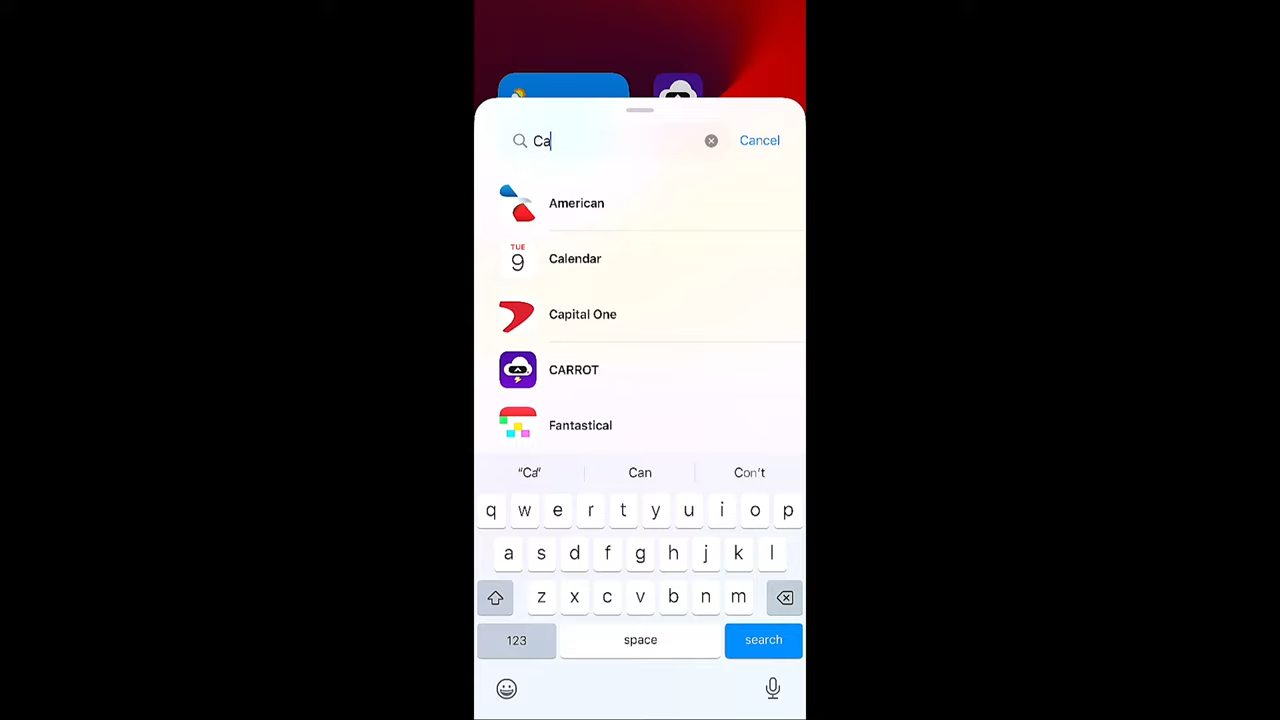 Ca
Cancel
American
TUE
9
Calendar
Capital One
CARROT
Fantastical
“Ca” Can Con't
q w e r t y u i o p
a s d f g h j k l
z x c v b n m
123 space search